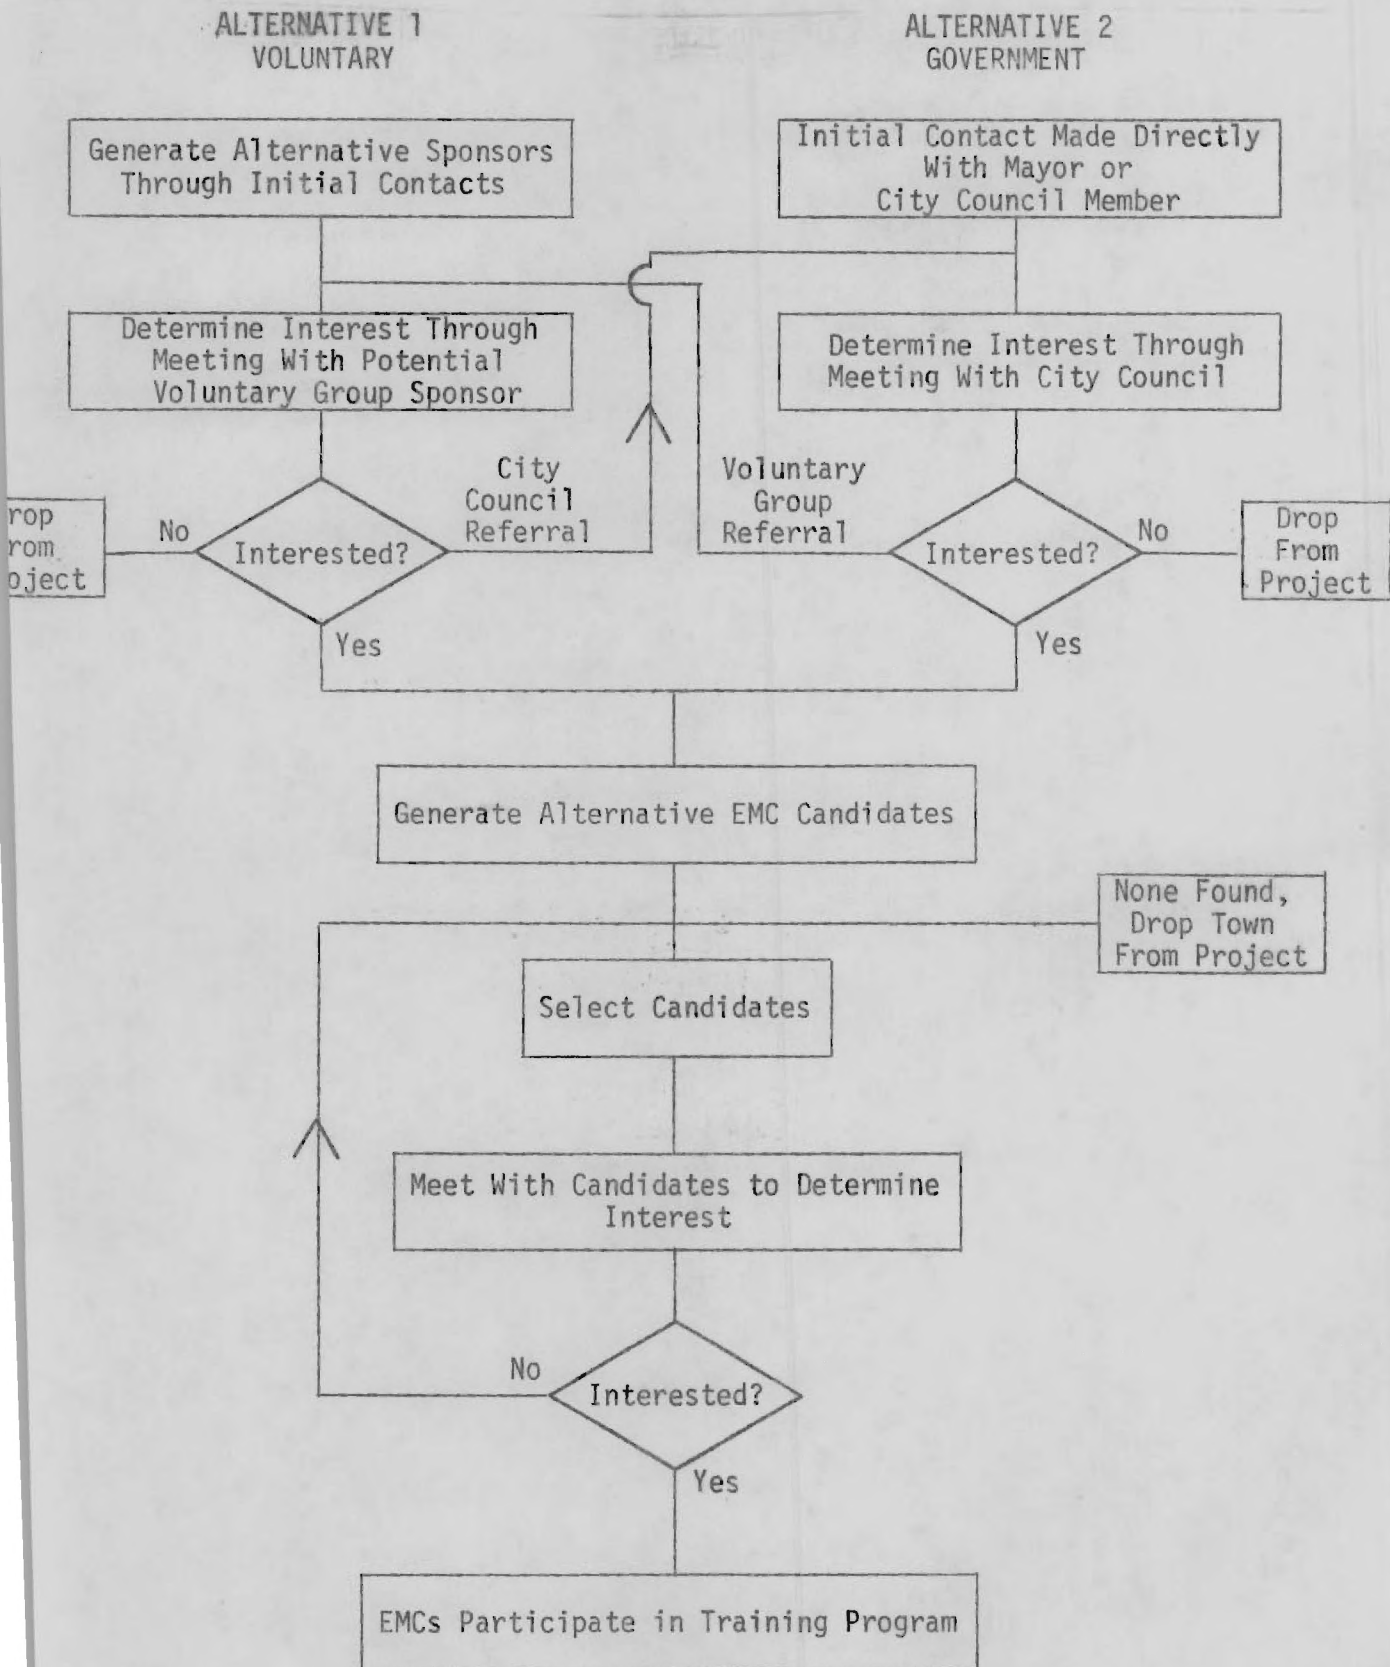 ALTERNATIVE 1
VOLUNTARY
ALTERNATIVE 2
GOVERNMENT
Generate Alternative Sponsors
Through Initial Contacts
Initial Contact Made Directly
With Mayor or
City Council Member
Determine Interest Through
Meeting With Potential
Voluntary Group Sponsor
Determine Interest Through
Meeting With City Council
rop
rom
oject
No
Interested?
City
Council
Referral
Voluntary
Group
Referral
Interested?
No
Drop
From
Project
Yes
Yes
Generate Alternative EMC Candidates
None Found,
Drop Town
From Project
Select Candidates
Meet With Candidates to Determine
Interest
No
Interested?
Yes
EMCs Participate in Training Program